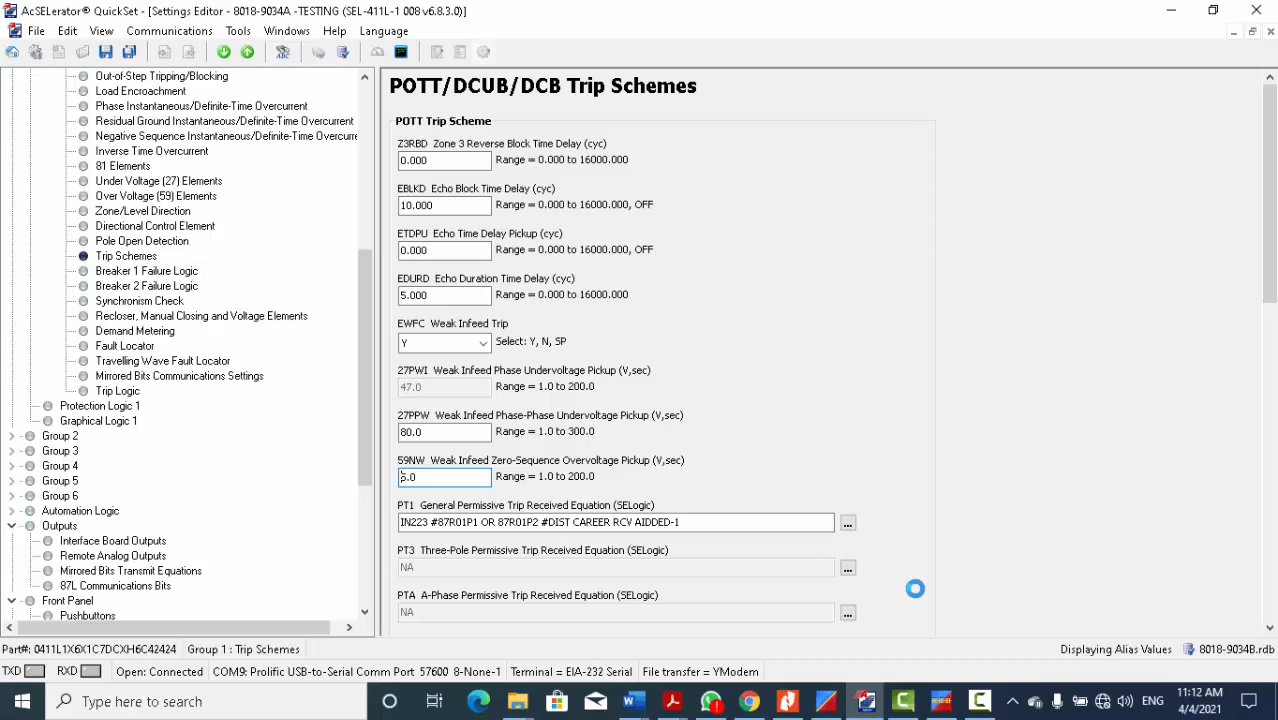 AcSELerator® QuickSet - [Settings Editor - 8018-9034A -TESTING (SEL-411L-1 008 v6.8.3.0)]
File Edit View Communications Tools Windows Help Language
Out-of-Step Tripping/Blocking
Load Encroachment
Phase Instantaneous/Definite-Time Overcurrent
Residual Ground Instantaneous/Definite-Time Overcurrent
Negative Sequence Instantaneous/Definite-Time Overcurre
Inverse Time Overcurrent
81 Elements
Under Voltage (27) Elements
Over Voltage (59) Elements
Zone/Level Direction
Directional Control Element
Pole Open Detection
Trip Schemes
Breaker 1 Failure Logic
Breaker 2 Failure Logic
Synchronism Check
Recloser, Manual Closing and Voltage Elements
Demand Metering
Fault Locator
Travelling Wave Fault Locator
Mirrored Bits Communications Settings
Trip Logic
Protection Logic 1
Graphical Logic 1
Group 2
Group 3
Group 4
Group 5
Group 6
Automation Logic
Outputs
Interface Board Outputs
Remote Analog Outputs
Mirrored Bits Transmit Equations
87L Communications Bits
Front Panel
Pushbuttons
POTT/DCUB/DCB Trip Schemes
POTT Trip Scheme
Z3RBD Zone 3 Reverse Block Time Delay (cyc)
0.000 Range = 0.000 to 16000.000
EBLKD Echo Block Time Delay (cyc)
10.000 Range = 0.000 to 16000.000, OFF
ETDPU Echo Time Delay Pickup (cyc)
0.000 Range = 0.000 to 16000.000, OFF
EDURD Echo Duration Time Delay (cyc)
5.000 Range = 0.000 to 16000.000
EWFC Weak Infeed Trip
Y Select: Y, N, SP
27PWI Weak Infeed Phase Undervoltage Pickup (V,sec)
47.0 Range = 1.0 to 200.0
27PPW Weak Infeed Phase-Phase Undervoltage Pickup (V,sec)
80.0 Range = 1.0 to 300.0
59NW Weak Infeed Zero-Sequence Overvoltage Pickup (V,sec)
5.0 Range = 1.0 to 200.0
PT1 General Permissive Trip Received Equation (SELogic)
IN223 #87R01P1 OR 87R01P2 #DIST CAREER RCV AIDDED-1 ...
PT3 Three-Pole Permissive Trip Received Equation (SELogic)
NA ...
PTA A-Phase Permissive Trip Received Equation (SELogic)
NA ...
Part#: 0411L1X6X1C7DCXH6C42424 Group 1 : Trip Schemes Displaying Alias Values 8018-9034B.rdb
TXD RXD Open: Connected COM9: Prolific USB-to-Serial Comm Port 57600 8-None-1 Terminal = EIA-232 Serial File transfer = YModem
Type here to search ENG 11:12 AM
4/4/2021